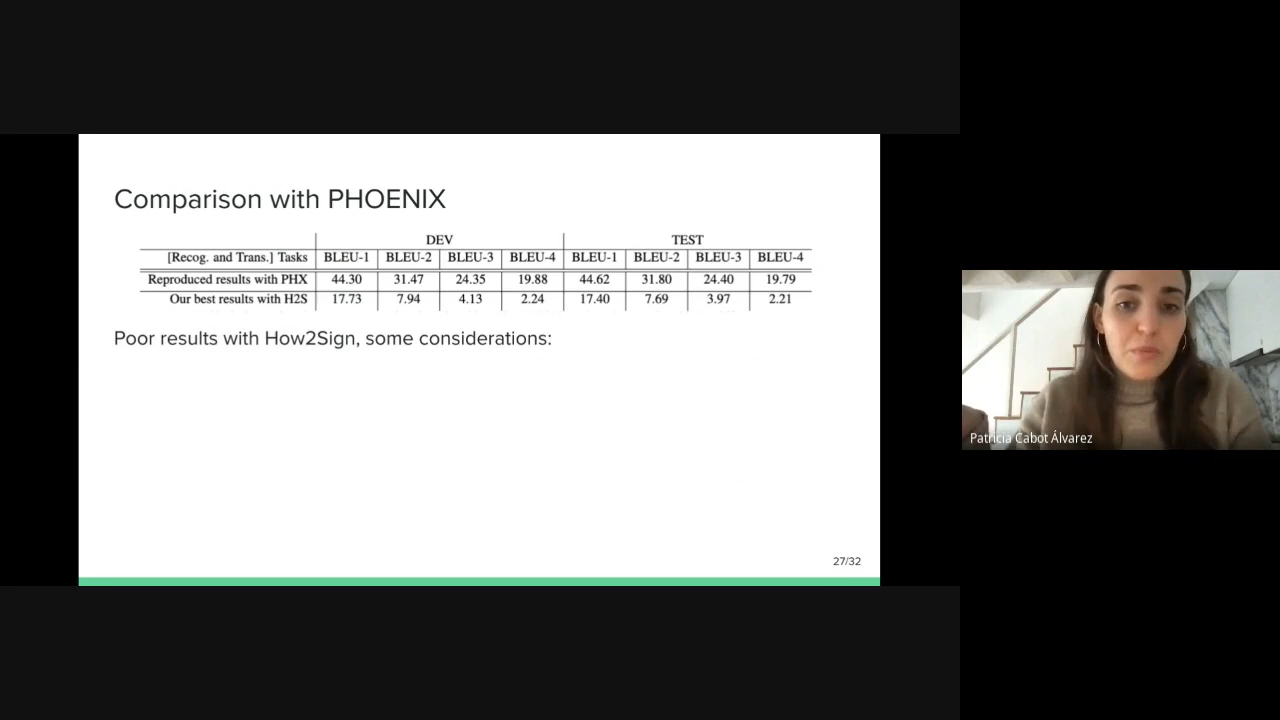 Comparison with PHOENIX
DEV TEST
[Recog. and Trans.] Tasks BLEU-1 BLEU-2 BLEU-3 BLEU-4 BLEU-1 BLEU-2 BLEU-3 BLEU-4
Reproduced results with PHX 44.30 31.47 24.35 19.88 44.62 31.80 24.40 19.79
Our best results with H2S 17.73 7.94 4.13 2.24 17.40 7.69 3.97 2.21
Poor results with How2Sign, some considerations:
27/32
Patricia Cabot Álvarez